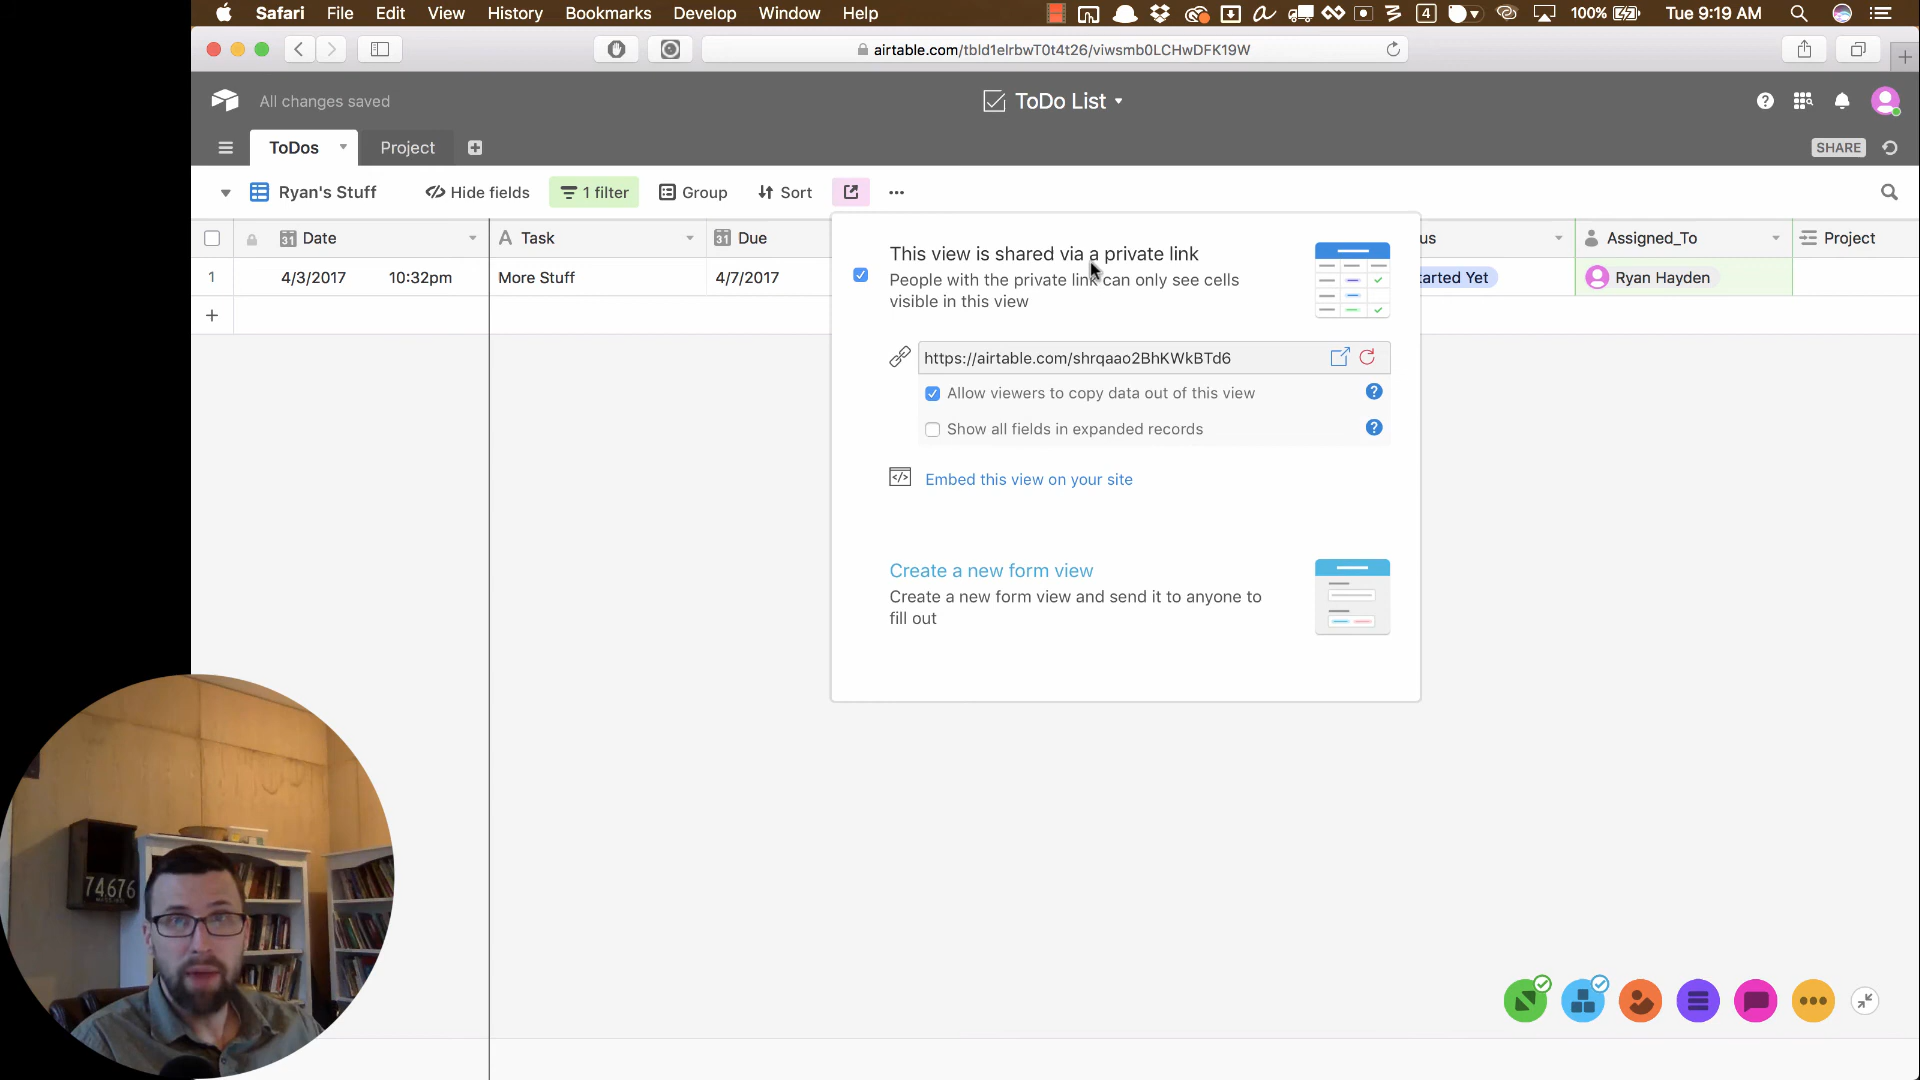 Safari File Edit View History Bookmarks Develop Window Help 4 100% Tue 9:19 AM
airtable.com/tbld1elrbwT0t4t26/viwsmb0LCHwDFK19W
All changes saved
ToDo List
ToDos Project SHARE
Ryan's Stuff Hide fields 1 filter Group Sort
31 Date A Task 31 Due us Assigned_To Project
1 4/3/2017 10:32pm More Stuff 4/7/2017 arted Yet Ryan Hayden
This view is shared via a private link
People with the private link can only see cells
visible in this view
https://airtable.com/shrqaao2BhKWkBTd6
Allow viewers to copy data out of this view
Show all fields in expanded records
Embed this view on your site
Create a new form view
Create a new form view and send it to anyone to
fill out
74,676